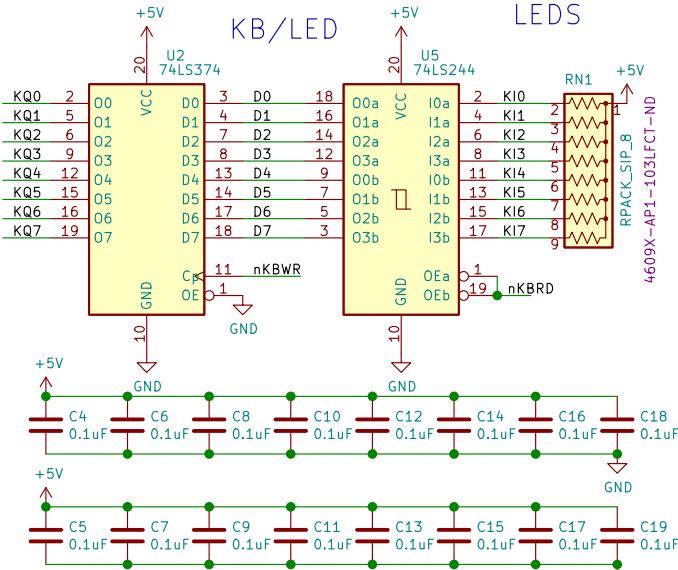 KB/LED
LEDS
+5V
+5V
U2
74LS374
U5
74LS244
RN1
+5V
20
VCC
20
VCC
KQ0 2 O0 D0 3 D0 18 O0a I0a 2 KI0
KQ1 5 O1 D1 4 D1 16 O1a I1a 4 KI1
KQ2 6 O2 D2 7 D2 14 O2a I2a 6 KI2
KQ3 9 O3 D3 8 D3 12 O3a I3a 8 KI3
KQ4 12 O4 D4 13 D4 9 O0b I0b 11 KI4
KQ5 15 O5 D5 14 D5 7 O1b I1b 13 KI5
KQ6 16 O6 D6 17 D6 5 O2b I2b 15 KI6
KQ7 19 O7 D7 18 D7 3 O3b I3b 17 KI7
2
3
4
5
6
7
8
9
1
RPACK_SIP_8
4609X-AP1-103LFCT-ND
Cp 11 nKBWR
OE 1
GND
OEa 1
OEb 19 nKBRD
GND
10
GND
GND
10
GND
+5V
C4 C6 C8 C10 C12 C14 C16 C18
0.1uF 0.1uF 0.1uF 0.1uF 0.1uF 0.1uF 0.1uF 0.1uF
GND
+5V
C5 C7 C9 C11 C13 C15 C17 C19
0.1uF 0.1uF 0.1uF 0.1uF 0.1uF 0.1uF 0.1uF 0.1uF